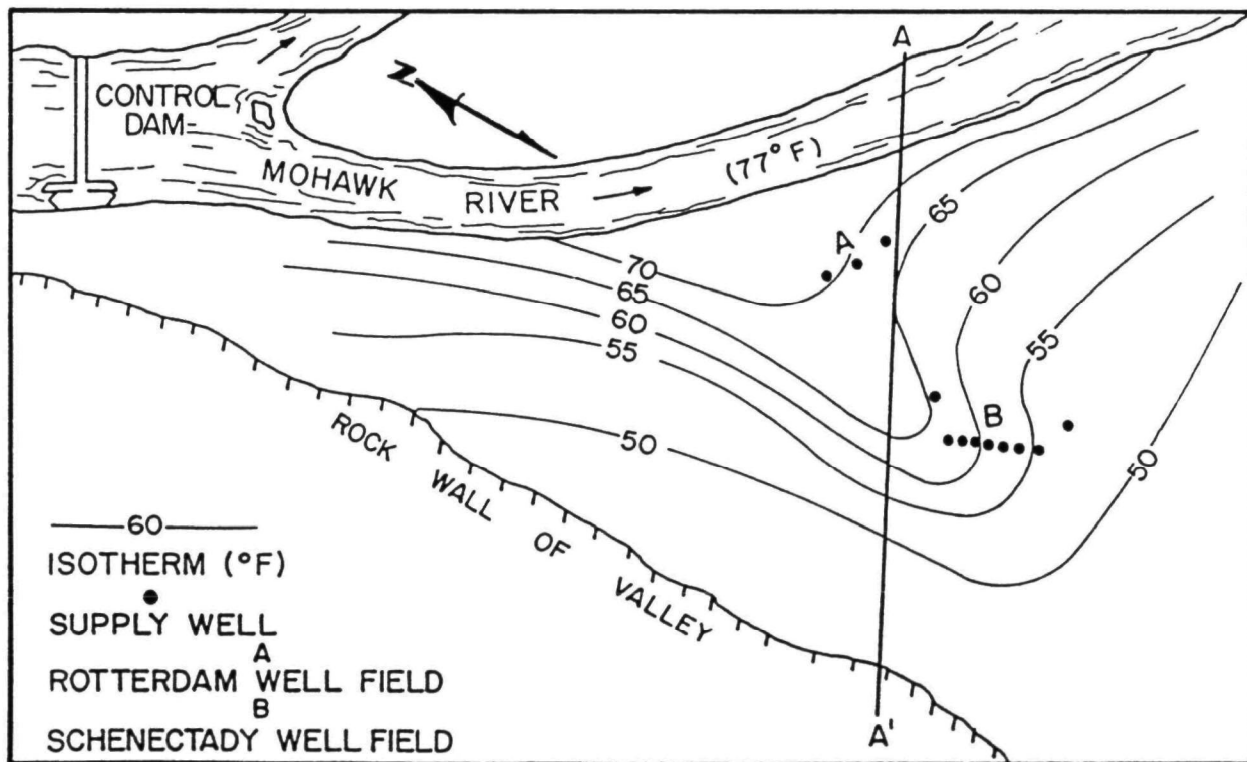 A
CONTROL
DAM
N
MOHAWK RIVER (77°F)
65
A
70
65
60
60
55
55
B
50
50
ROCK WALL OF VALLEY
60
ISOTHERM (°F)
SUPPLY WELL
A
ROTTERDAM WELL FIELD
B
SCHENECTADY WELL FIELD
A'